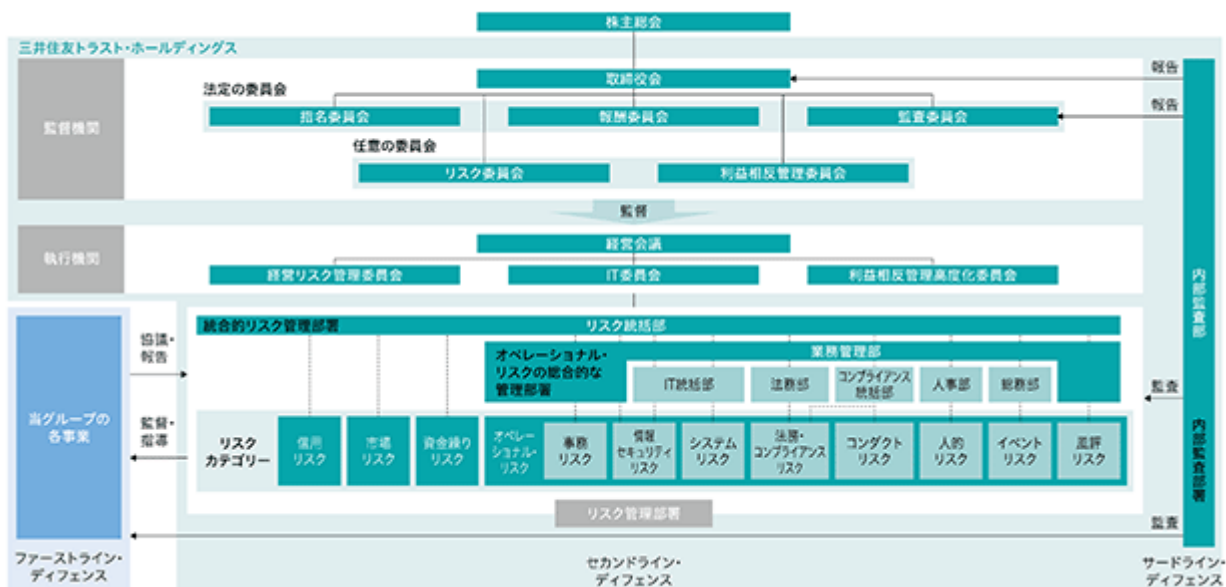 株主総会
三井住友トラスト・ホールディングス
監督機関
取締役会
報告
法定の委員会
指名委員会
報酬委員会
監査委員会
報告
任意の委員会
リスク委員会
利益相反管理委員会
監督
執行機関
経営会議
経営リスク管理委員会
IT委員会
利益相反管理高度化委員会
内部監査部
内部監査部署
当グループの
各事業
協議・
報告
監督・
指導
統合的リスク管理部署
リスク統括部
オペレーショナル・
リスクの総合的な
管理部署
業務管理部
IT統括部
法務部
コンプライアンス
統括部
人事部
総務部
監査
リスク
カテゴリー
信用
リスク
市場
リスク
資金繰り
リスク
オペレー
ショナル・
リスク
事務
リスク
情報
セキュリティ
リスク
システム
リスク
法務・
コンプライアンス
リスク
コンダクト
リスク
人的
リスク
イベント
リスク
風評
リスク
リスク管理部署
監査
ファーストライン・
ディフェンス
セカンドライン・
ディフェンス
サードライン・
ディフェンス